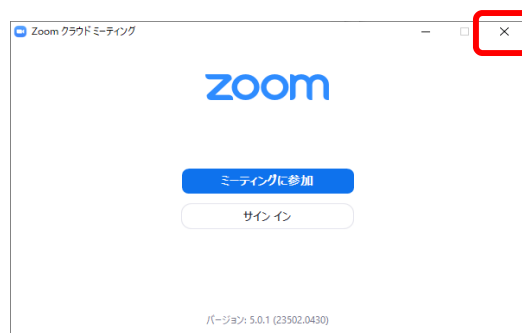 Zoom クラウド ミーティング
zoom
ミーティングに参加
サイン イン
バージョン: 5.0.1 (23502.0430)